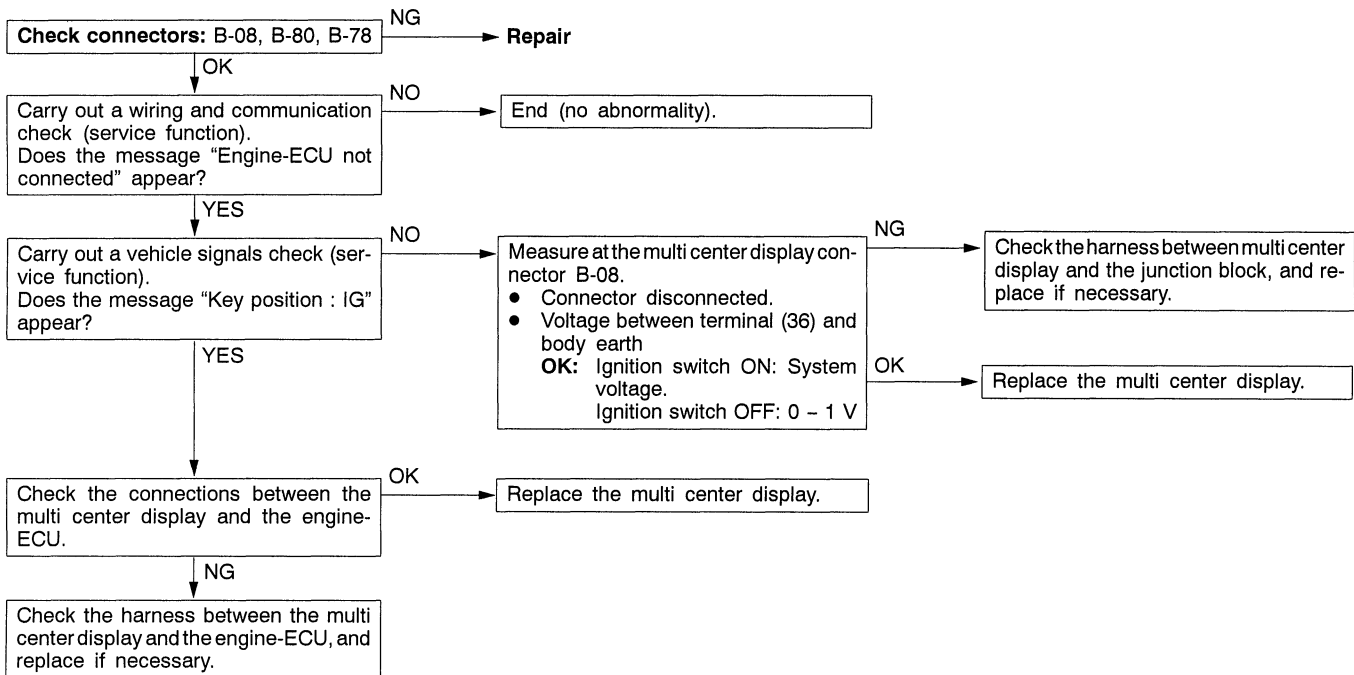 Check connectors: B-08, B-80, B-78
NG
Repair
OK
Carry out a wiring and communication
check (service function).
Does the message “Engine-ECU not
connected” appear?
NO
End (no abnormality).
YES
Carry out a vehicle signals check (ser-
vice function).
Does the message “Key position : IG”
appear?
NO
Measure at the multi center display con-
nector B-08.
● Connector disconnected.
● Voltage between terminal (36) and
body earth
OK: Ignition switch ON: System
voltage.
Ignition switch OFF: 0 – 1 V
NG
Check the harness between multi center
display and the junction block, and re-
place if necessary.
OK
Replace the multi center display.
YES
Check the connections between the
multi center display and the engine-
ECU.
OK
Replace the multi center display.
NG
Check the harness between the multi
center display and the engine-ECU, and
replace if necessary.